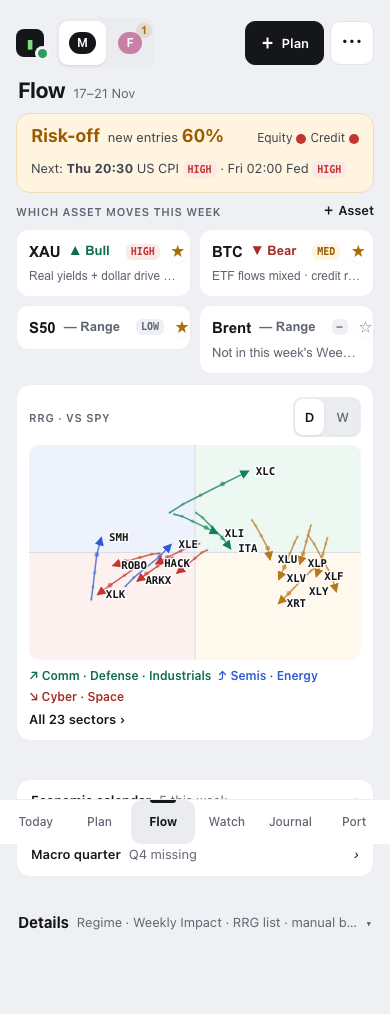 M F 1
+ Plan ...
Flow 17–21 Nov
Risk-off new entries 60% Equity Credit
Next: Thu 20:30 US CPI HIGH · Fri 02:00 Fed HIGH
WHICH ASSET MOVES THIS WEEK + Asset
XAU ▲ Bull HIGH ★
Real yields + dollar drive ...
BTC ▼ Bear MED ★
ETF flows mixed · credit r...
S50 — Range LOW ★
Brent — Range – ☆
Not in this week's Wee...
RRG · VS SPY D W
XLC
SMH
XLI
XLE
ITA
ROBO
HACK
XLU
XLP
ARKX
XLV
XLF
XLK
XLY
XRT
↗ Comm · Defense · Industrials ⤴ Semis · Energy
↘ Cyber · Space
All 23 sectors ›
Today Plan Flow Watch Journal Port
Macro quarter Q4 missing ›
Details Regime · Weekly Impact · RRG list · manual b... ▾